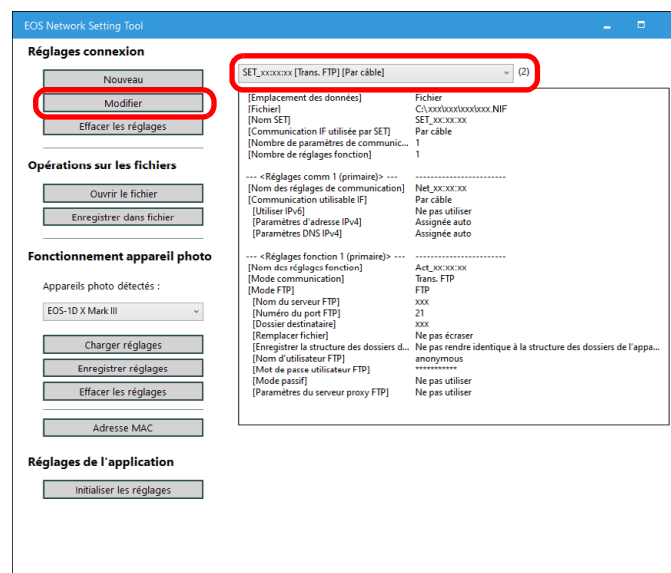 EOS Network Setting Tool
Réglages connexion
Nouveau
Modifier
Effacer les réglages
Opérations sur les fichiers
Ouvrir le fichier
Enregistrer dans fichier
Fonctionnement appareil photo
Appareils photo détectés :
EOS-1D X Mark III
Charger réglages
Enregistrer réglages
Effacer les réglages
Adresse MAC
Réglages de l'application
Initialiser les réglages
SET_xx:xx:xx [Trans. FTP] [Par câble] (2)
[Emplacement des données] Fichier
[Fichier] C:\xxx\xxx\xxx\xxx.NIF
[Nom SET] SET_xx:xx:xx
[Communication IF utilisée par SET] Par câble
[Nombre de paramètres de communic... 1
[Nombre de réglages fonction] 1
--- <Réglages comm 1 (primaire)> --- ------------------------
[Nom des réglages de communication] Net_xx:xx:xx
[Communication utilisable IF] Par câble
[Utiliser IPv6] Ne pas utiliser
[Paramètres d'adresse IPv4] Assignée auto
[Paramètres DNS IPv4] Assignée auto
--- <Réglages fonction 1 (primaire)> --- ------------------------
[Nom des réglages fonction] Act_xx:xx:xx
[Mode communication] Trans. FTP
[Mode FTP] FTP
[Nom du serveur FTP] xxx
[Numéro du port FTP] 21
[Dossier destinataire] xxx
[Remplacer fichier] Ne pas écraser
[Enregistrer la structure des dossiers d... Ne pas rendre identique à la structure des dossiers de l'appa...
[Nom d'utilisateur FTP] anonymous
[Mot de passe utilisateur FTP] ***********
[Mode passif] Ne pas utiliser
[Paramètres du serveur proxy FTP] Ne pas utiliser